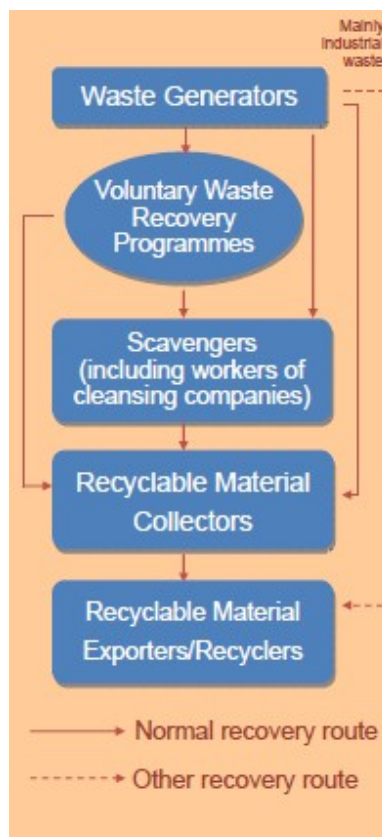 Mainly
industrial
waste
Waste Generators
Voluntary Waste
Recovery
Programmes
Scavengers
(including workers of
cleansing companies)
Recyclable Material
Collectors
Recyclable Material
Exporters/Recyclers
Normal recovery route
Other recovery route